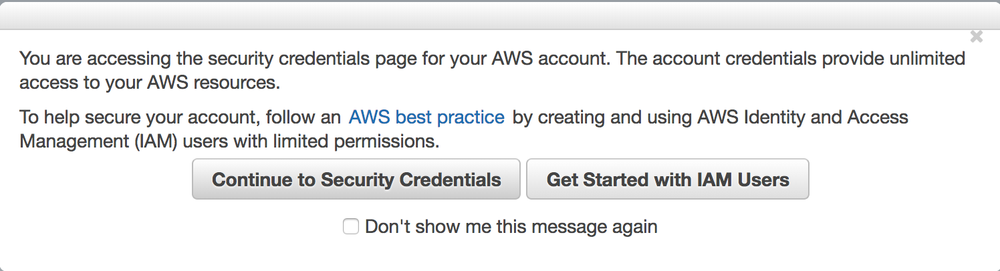 You are accessing the security credentials page for your AWS account. The account credentials provide unlimited
access to your AWS resources.
To help secure your account, follow an AWS best practice by creating and using AWS Identity and Access
Management (IAM) users with limited permissions.
Continue to Security Credentials Get Started with IAM Users
Don't show me this message again